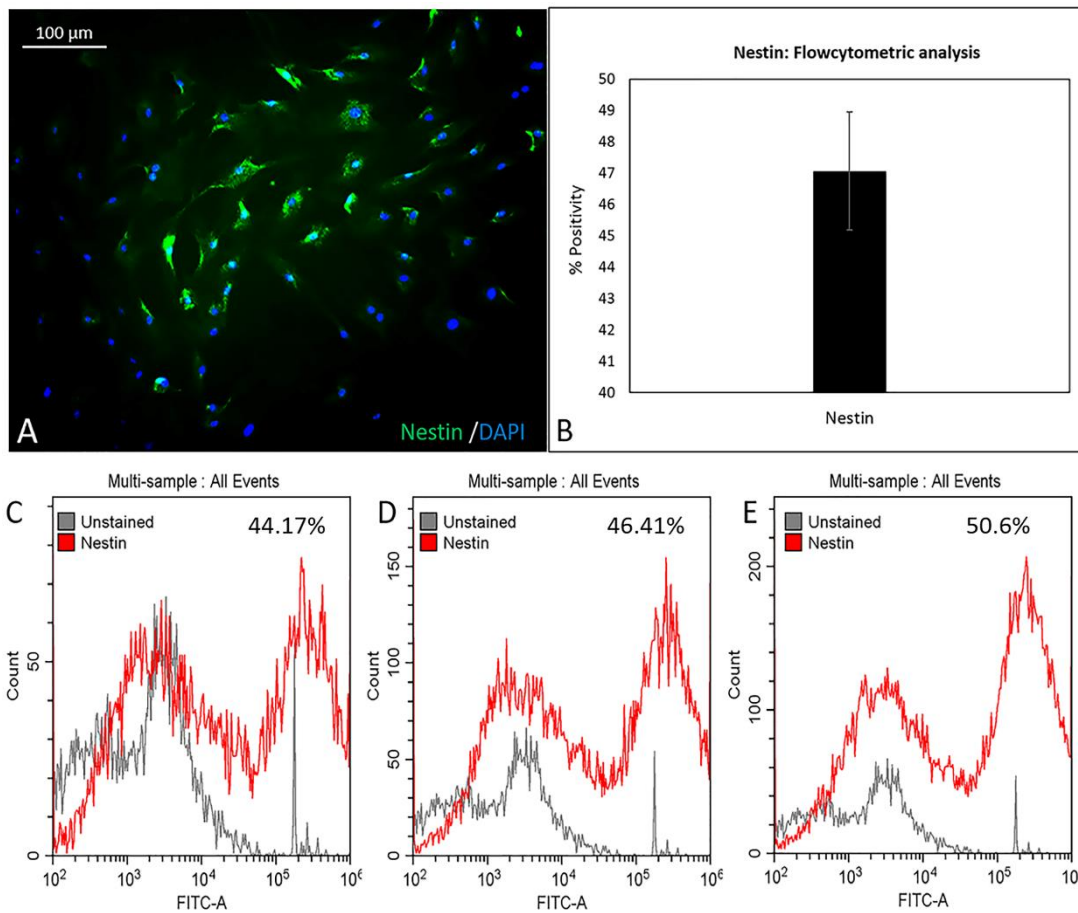 100 µm
A
Nestin /DAPI
Nestin: Flowcytometric analysis
% Positivity
50
49
48
47
46
45
44
43
42
41
40
Nestin
B
C
Multi-sample : All Events
Unstained
Nestin
44.17%
Count
50
0
10² 10³ 10⁴ 10⁵ 10⁶
FITC-A
D
Multi-sample : All Events
Unstained
Nestin
46.41%
Count
150
100
50
0
10² 10³ 10⁴ 10⁵ 10⁶
FITC-A
E
Multi-sample : All Events
Unstained
Nestin
50.6%
Count
200
100
0
10² 10³ 10⁴ 10⁵ 10
FITC-A